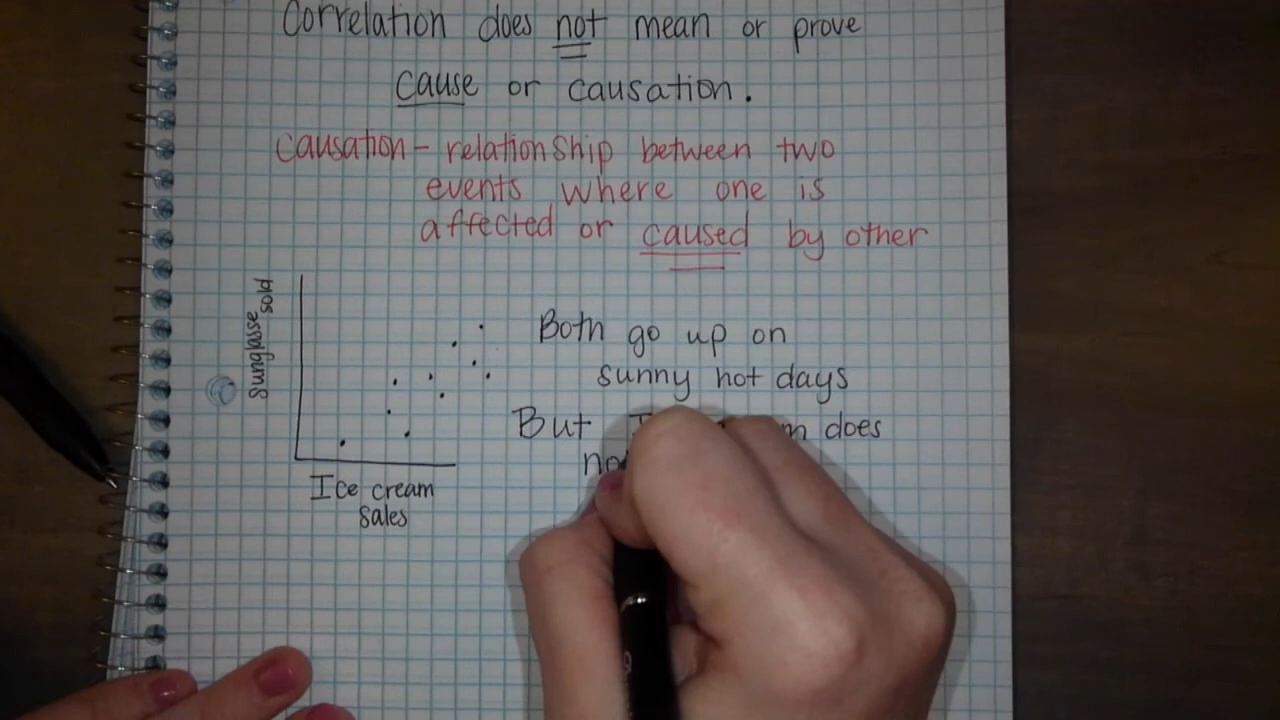 Correlation does not mean or prove
cause or causation.
causation - relationship between two
events where one is
affected or caused by other
sunglasse
sold
Both go up on
sunny hot days
But does
Ice cream
sales